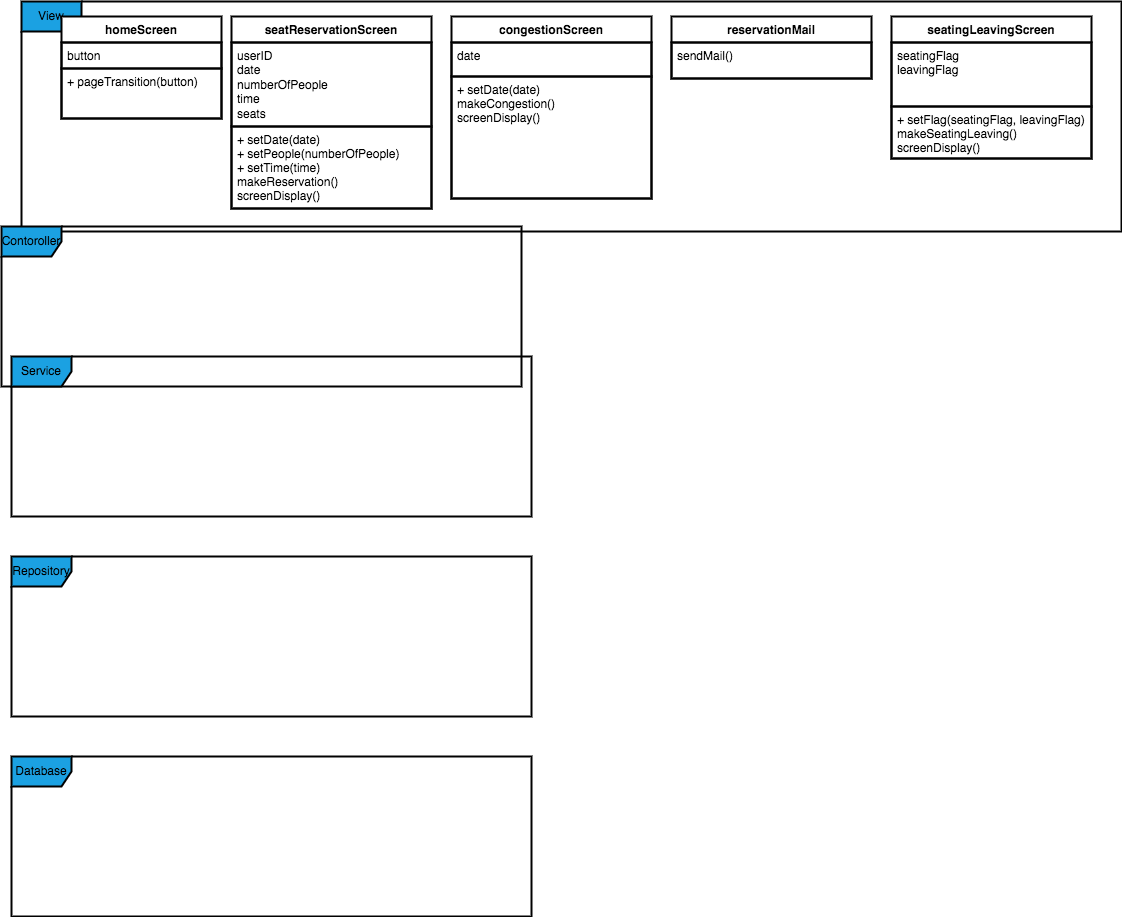 View
homeScreen
button
+ pageTransition(button)
seatReservationScreen
userID
date
numberOfPeople
time
seats
+ setDate(date)
+ setPeople(numberOfPeople)
+ setTime(time)
makeReservation()
screenDisplay()
congestionScreen
date
+ setDate(date)
makeCongestion()
screenDisplay()
reservationMail
sendMail()
seatingLeavingScreen
seatingFlag
leavingFlag
+ setFlag(seatingFlag, leavingFlag)
makeSeatingLeaving()
screenDisplay()
Contoroller
Service
Repository
Database